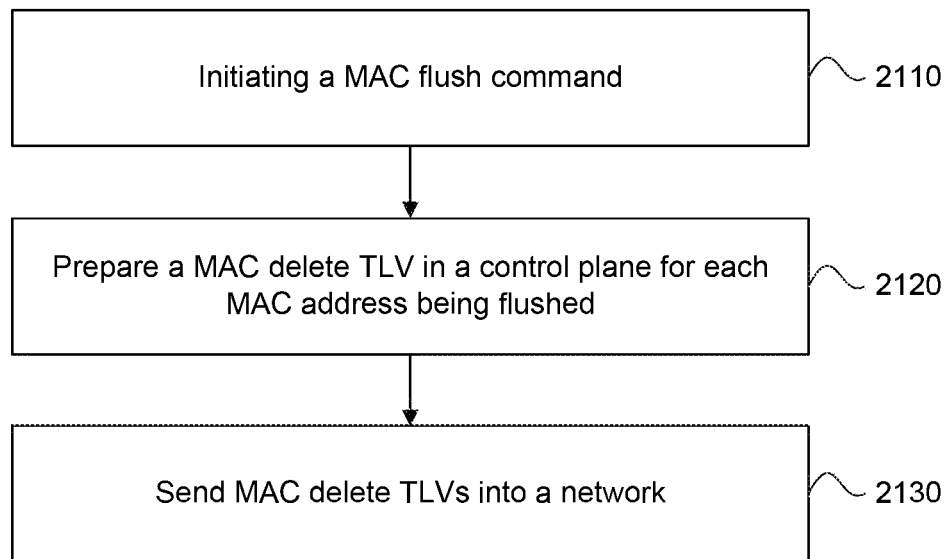 Initiating a MAC flush command
2110
Prepare a MAC delete TLV in a control plane for each
MAC address being flushed
2120
Send MAC delete TLVs into a network
2130